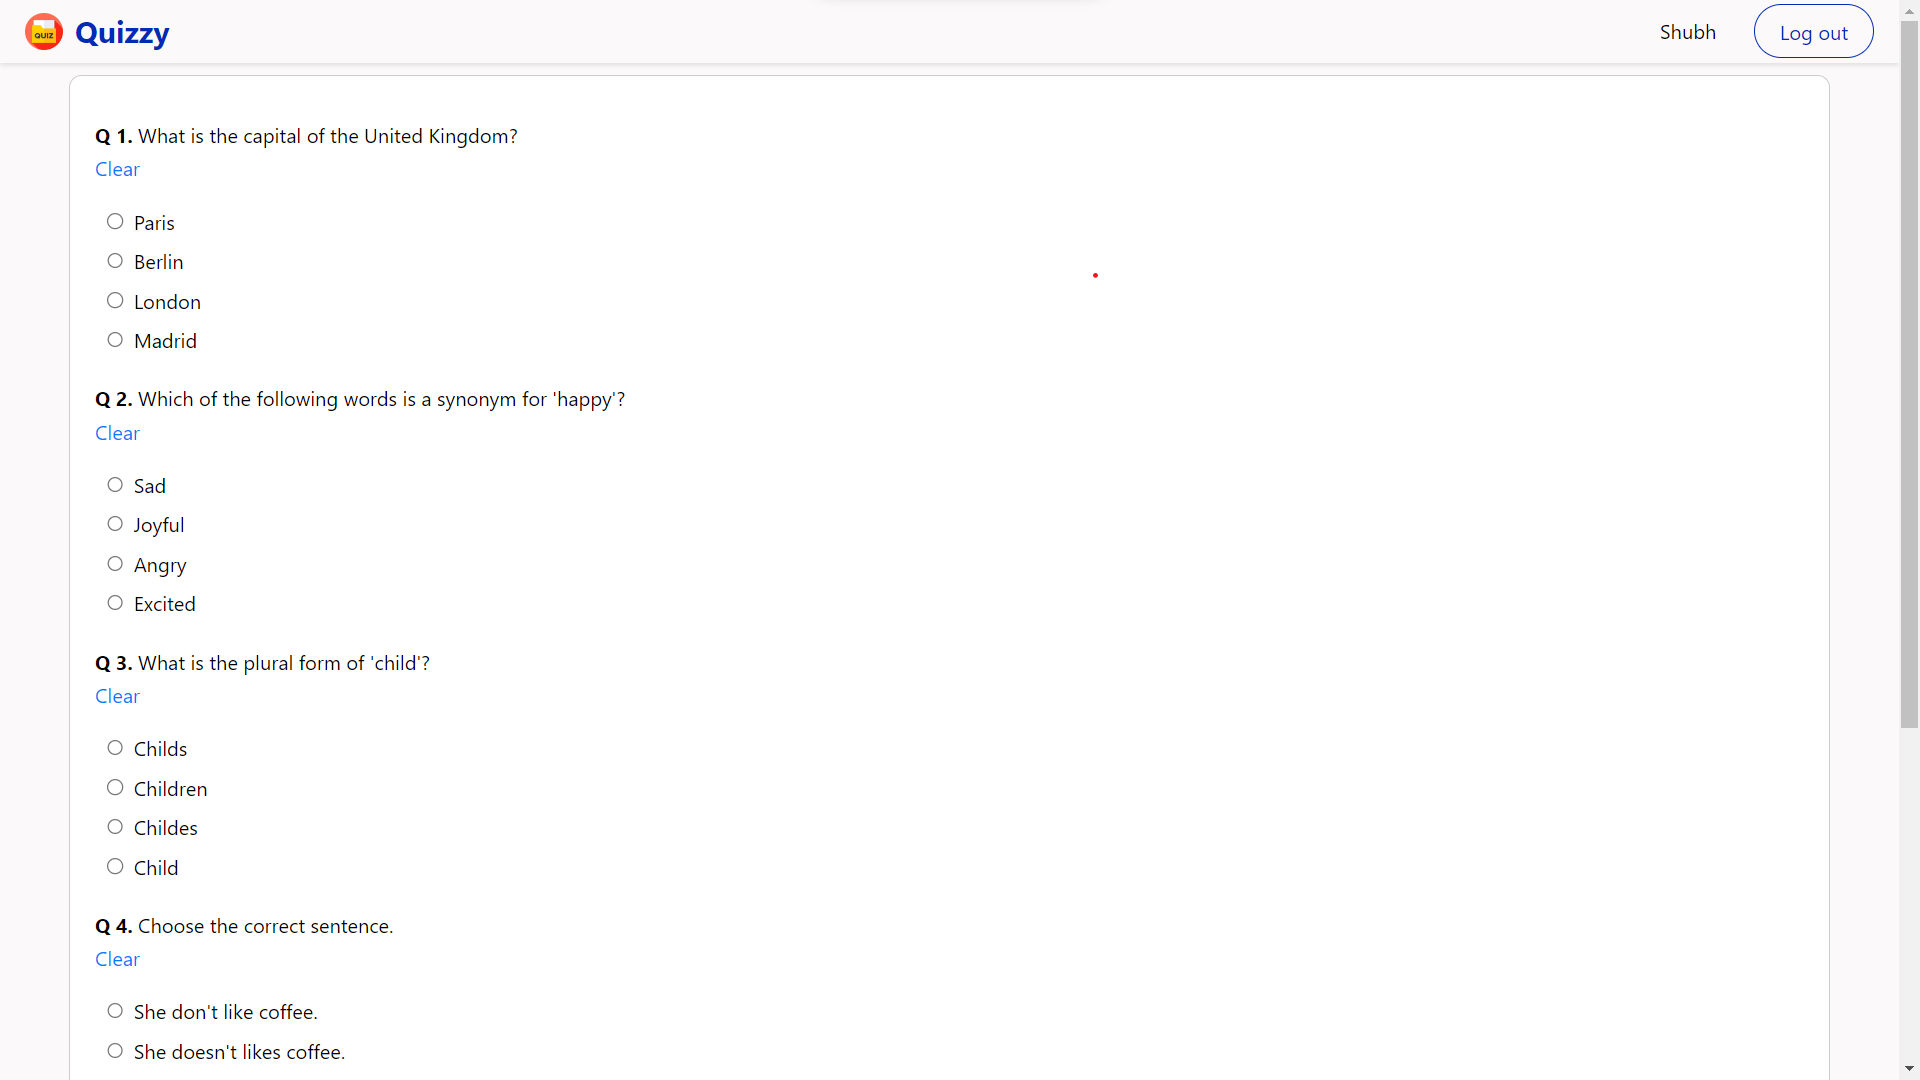 QUIZ Quizzy Shubh Log out
Q 1. What is the capital of the United Kingdom?
Clear
Paris
Berlin
London
Madrid
Q 2. Which of the following words is a synonym for 'happy'?
Clear
Sad
Joyful
Angry
Excited
Q 3. What is the plural form of 'child'?
Clear
Childs
Children
Childes
Child
Q 4. Choose the correct sentence.
Clear
She don't like coffee.
She doesn't likes coffee.